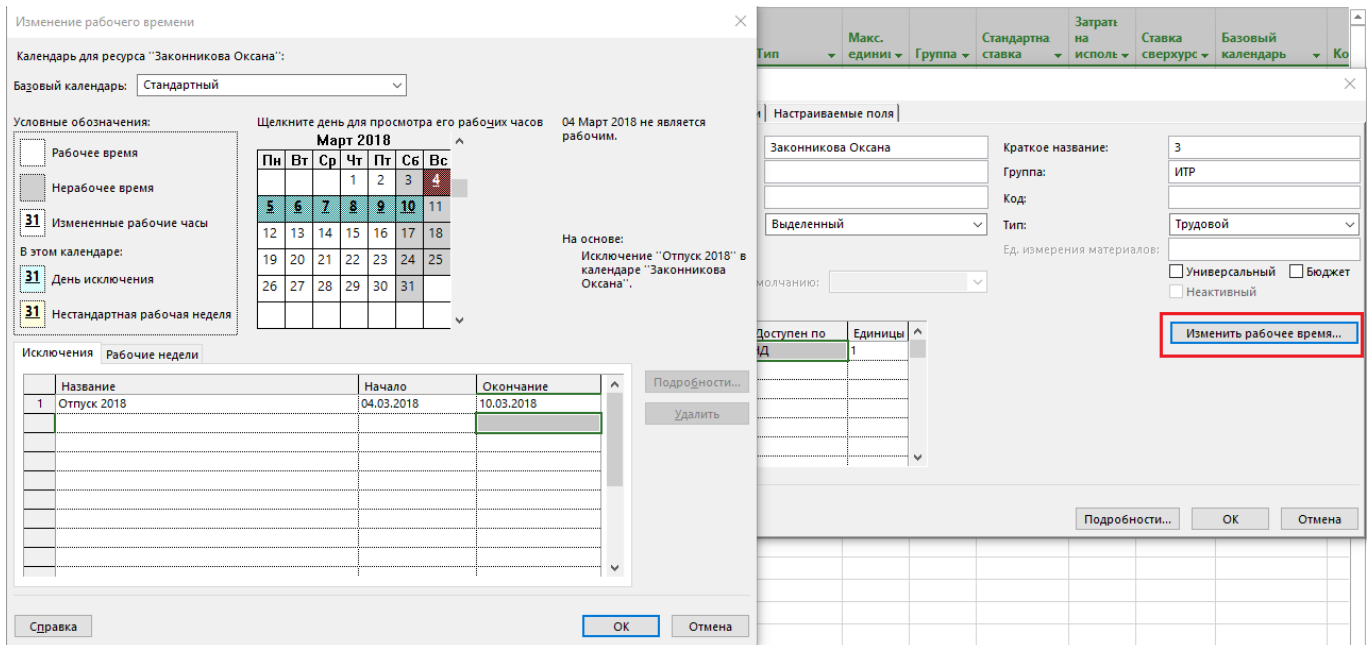 Изменение рабочего времени
Календарь для ресурса "Законникова Оксана":
Базовый календарь: Стандартный
Условные обозначения:
Рабочее время
Нерабочее время
31 Измененные рабочие часы
В этом календаре:
31 День исключения
31 Нестандартная рабочая неделя
Щелкните день для просмотра его рабочих часов
Март 2018
Пн Вт Ср Чт Пт Сб Вс
1 2 3 4
5 6 7 8 9 10 11
12 13 14 15 16 17 18
19 20 21 22 23 24 25
26 27 28 29 30 31
04 Март 2018 не является
рабочим.
На основе:
Исключение "Отпуск 2018" в
календаре "Законникова
Оксана".
Исключения Рабочие недели
Название Начало Окончание
1 Отпуск 2018 04.03.2018 10.03.2018
Подробности...
Удалить
Справка ОК Отмена
Тип
Макс.
единиц
Группа
Стандартна
ставка
Затрать
на
исполь
Ставка
сверхурс
Базовый
календарь
Ко
и Настраиваемые поля
Законникова Оксана Краткое название: З
Группа: ИТР
Код:
Выделенный Тип: Трудовой
Ед. измерения материалов:
Универсальный Бюджет
молчанию: Неактивный
Доступен по Единицы
НД 1
Изменить рабочее время...
Подробности... ОК Отмена